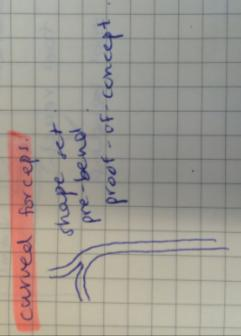 curved forceps:
shape set
pre-bend
proof-of-concept.